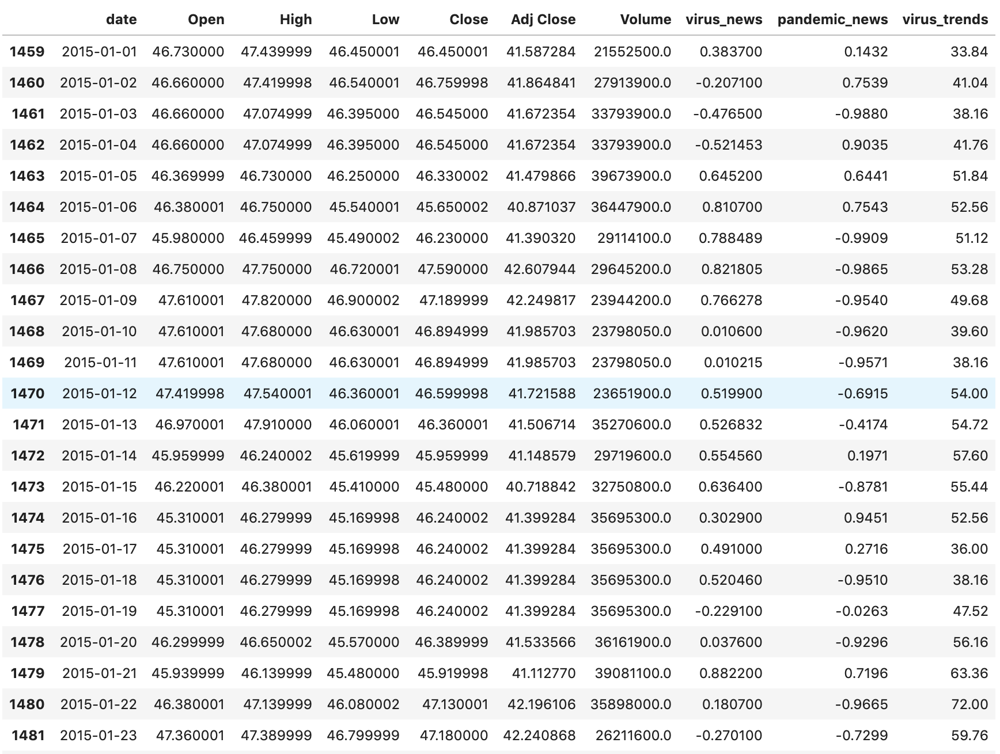 date Open High Low Close Adj Close Volume virus_news pandemic_news virus_trends
1459 2015-01-01 46.730000 47.439999 46.450001 46.450001 41.587284 21552500.0 0.383700 0.1432 33.84
1460 2015-01-02 46.660000 47.419998 46.540001 46.759998 41.864841 27913900.0 -0.207100 0.7539 41.04
1461 2015-01-03 46.660000 47.074999 46.395000 46.545000 41.672354 33793900.0 -0.476500 -0.9880 38.16
1462 2015-01-04 46.660000 47.074999 46.395000 46.545000 41.672354 33793900.0 -0.521453 0.9035 41.76
1463 2015-01-05 46.369999 46.730000 46.250000 46.330002 41.479866 39673900.0 0.645200 0.6441 51.84
1464 2015-01-06 46.380001 46.750000 45.540001 45.650002 40.871037 36447900.0 0.810700 0.7543 52.56
1465 2015-01-07 45.980000 46.459999 45.490002 46.230000 41.390320 29114100.0 0.788489 -0.9909 51.12
1466 2015-01-08 46.750000 47.750000 46.720001 47.590000 42.607944 29645200.0 0.821805 -0.9865 53.28
1467 2015-01-09 47.610001 47.820000 46.900002 47.189999 42.249817 23944200.0 0.766278 -0.9540 49.68
1468 2015-01-10 47.610001 47.680000 46.630001 46.894999 41.985703 23798050.0 0.010600 -0.9620 39.60
1469 2015-01-11 47.610001 47.680000 46.630001 46.894999 41.985703 23798050.0 0.010215 -0.9571 38.16
1470 2015-01-12 47.419998 47.540001 46.360001 46.599998 41.721588 23651900.0 0.519900 -0.6915 54.00
1471 2015-01-13 46.970001 47.910000 46.060001 46.360001 41.506714 35270600.0 0.526832 -0.4174 54.72
1472 2015-01-14 45.959999 46.240002 45.619999 45.959999 41.148579 29719600.0 0.554560 0.1971 57.60
1473 2015-01-15 46.220001 46.380001 45.410000 45.480000 40.718842 32750800.0 0.636400 -0.8781 55.44
1474 2015-01-16 45.310001 46.279999 45.169998 46.240002 41.399284 35695300.0 0.302900 0.9451 52.56
1475 2015-01-17 45.310001 46.279999 45.169998 46.240002 41.399284 35695300.0 0.491000 0.2716 36.00
1476 2015-01-18 45.310001 46.279999 45.169998 46.240002 41.399284 35695300.0 0.520460 -0.9510 38.16
1477 2015-01-19 45.310001 46.279999 45.169998 46.240002 41.399284 35695300.0 -0.229100 -0.0263 47.52
1478 2015-01-20 46.299999 46.650002 45.570000 46.389999 41.533566 36161900.0 0.037600 -0.9296 56.16
1479 2015-01-21 45.939999 46.139999 45.480000 45.919998 41.112770 39081100.0 0.882200 0.7196 63.36
1480 2015-01-22 46.380001 47.139999 46.080002 47.130001 42.196106 35898000.0 0.180700 -0.9665 72.00
1481 2015-01-23 47.360001 47.389999 46.799999 47.180000 42.240868 26211600.0 -0.270100 -0.7299 59.76